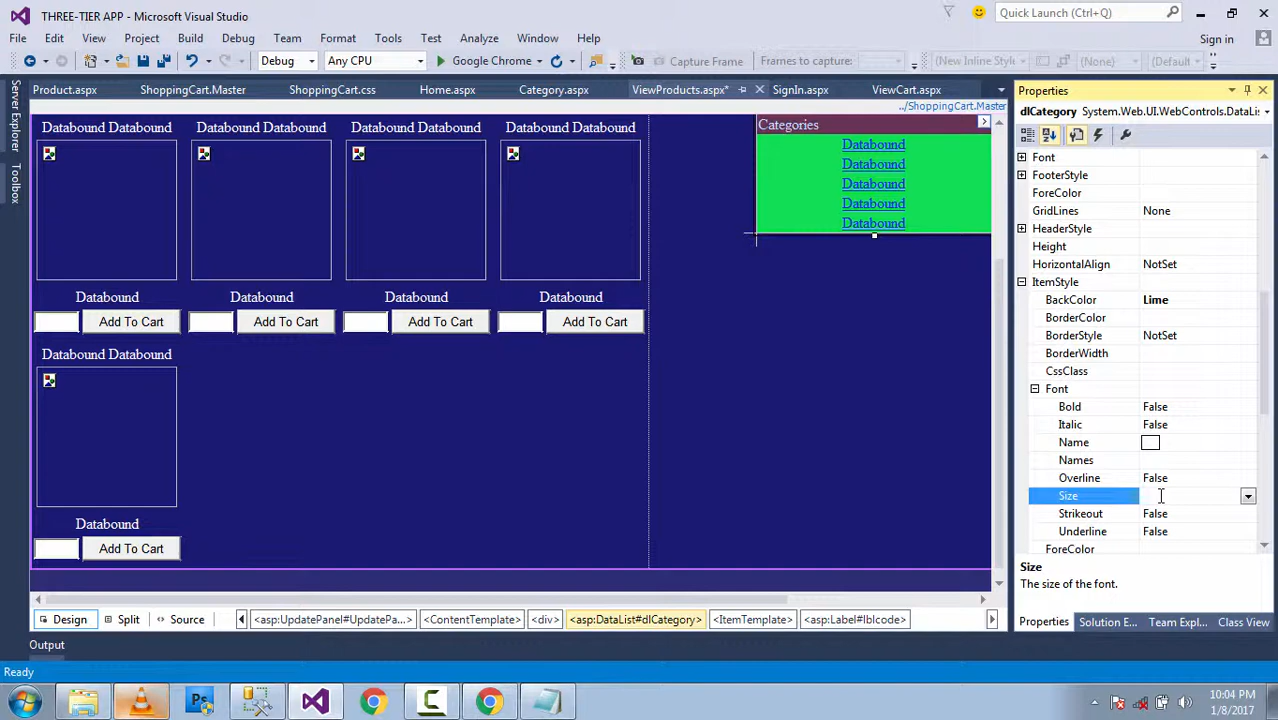 THREE-TIER APP - Microsoft Visual Studio
Quick Launch (Ctrl+Q)
File Edit View Project Build Debug Team Format Tools Test Analyze Window Help
Sign in
Debug Any CPU Google Chrome Capture Frame Frames to capture: (New Inline Style (None) (Default
Server Explorer
Toolbox
Product.aspx ShoppingCart.Master ShoppingCart.css Home.aspx Category.aspx ViewProducts.aspx* SignIn.aspx ViewCart.aspx
../ShoppingCart.Master
Databound Databound Databound Databound Databound Databound Databound Databound
Databound Databound Databound Databound
Add To Cart Add To Cart Add To Cart Add To Cart
Databound Databound
Databound
Add To Cart
Categories
Databound
Databound
Databound
Databound
Databound
Properties
dlCategory System.Web.UI.WebControls.DataLis
Font
FooterStyle
ForeColor
GridLines None
HeaderStyle
Height
HorizontalAlign NotSet
ItemStyle
BackColor Lime
BorderColor
BorderStyle NotSet
BorderWidth
CssClass
Font
Bold False
Italic False
Name
Names
Overline False
Size
Strikeout False
Underline False
ForeColor
Size
The size of the font.
Properties Solution E... Team Expl... Class View
Design Split Source <asp:UpdatePanel#UpdatePa...> <ContentTemplate> <div> <asp:DataList#dlCategory> <ItemTemplate> <asp:Label#lblcode>
Output
Ready
10:04 PM
1/8/2017